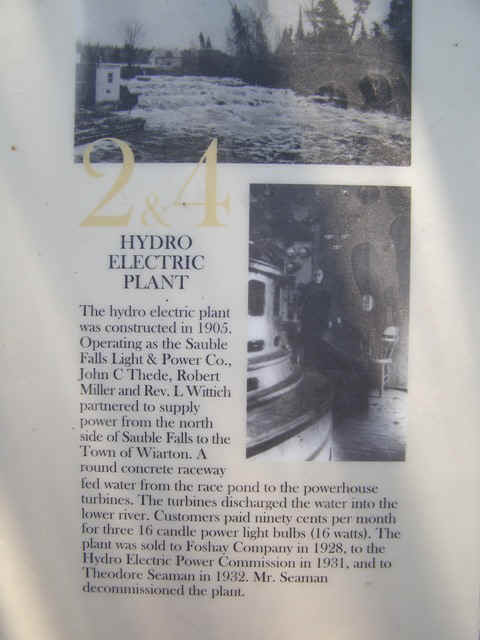 2 & 4
HYDRO
ELECTRIC
PLANT
The hydro electric plant
was constructed in 1905.
Operating as the Sauble
Falls Light & Power Co.,
John C Thede, Robert
Miller and Rev. L Wittich
partnered to supply
power from the north
side of Sauble Falls to the
Town of Wiarton. A
round concrete raceway
fed water from the race pond to the powerhouse
turbines. The turbines discharged the water into the
lower river. Customers paid ninety cents per month
for three 16 candle power light bulbs (16 watts). The
plant was sold to Foshay Company in 1928, to the
Hydro Electric Power Commission in 1931, and to
Theodore Seaman in 1932. Mr. Seaman
decommissioned the plant.